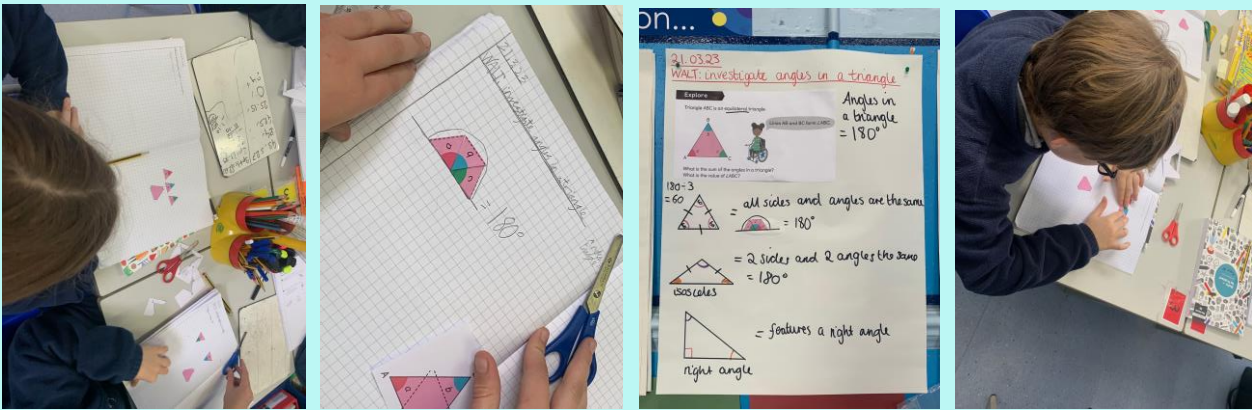 21.3.23
WALT: investigate angles in a triangle
= 180°
A
a
b
a
b
c
on...
21.03.23
WALT: investigate angles in a triangle
Explore
Triangle ABC is an equilateral triangle.
Lines AB and BC form ∠ABC.
What is the sum of the angles in a triangle?
What is the value of ∠ABC?
A
B
C
Angles in
a triangle
= 180°
180÷3
=60
= all sides and angles are the same
= 180°
= 2 sides and 2 angles the same
= 180°
isosceles
= features a right angle
right angle